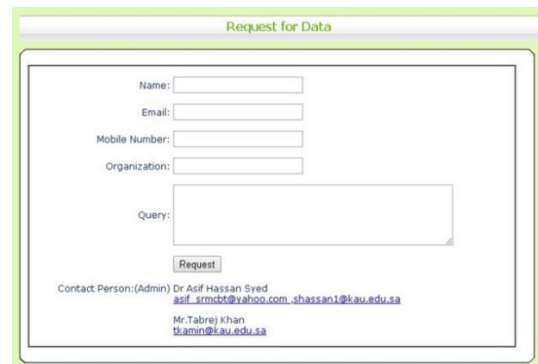 Request for Data
Name:
Email:
Mobile Number:
Organization:
Query:
Request
Contact Person:(Admin) Dr Asif Hassan Syed
asif_srmcbt@yahoo.com ,shassan1@kau.edu.sa
Mr.Tabrej Khan
tkamin@kau.edu.sa